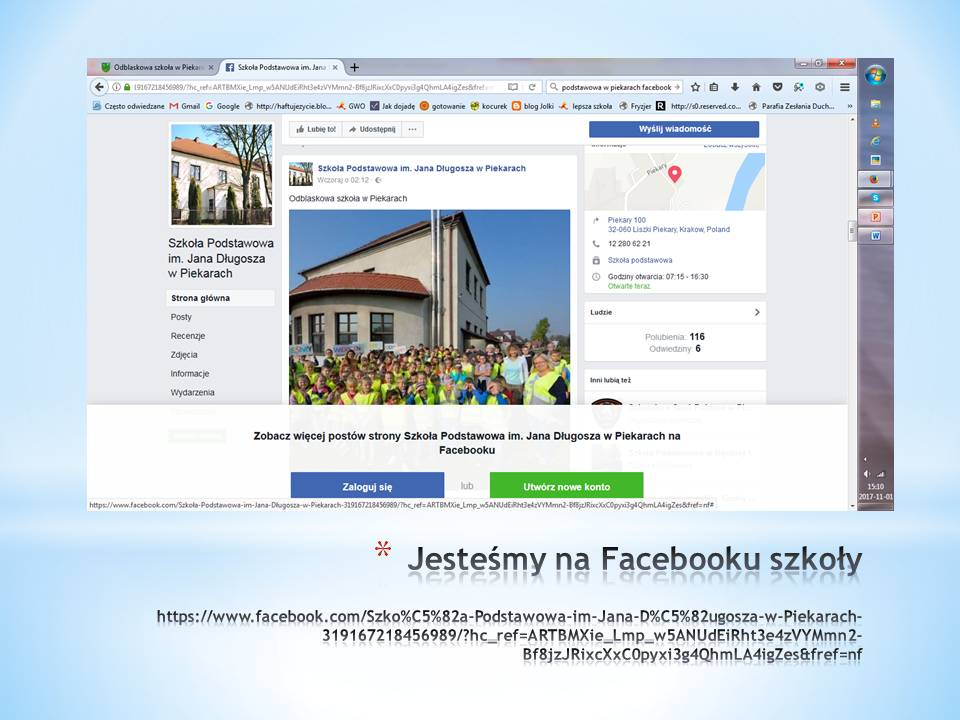 Odblaskowa szkoła w Piekar
Szkoła Podstawowa im. Jana
19167218456989/?hc_ref=ARTBMXie_Lmp_w5ANUdEiRht3e4zVYMmn2-Bf8jzJRixcXxC0pyxi3g4QhmLA4igZes&fref=
podstawowa w piekarach facebook
Często odwiedzane Gmail Google http://haftujezycie.blo... GWO Jak dojadę gotowanie kocurek blog Jolki lepsza szkoła Fryzjer http://s0.reserved.co... Parafia Zesłania Duch...
Lubię to! Udostępnij ...
Wyślij wiadomość
Szkoła Podstawowa im. Jana Długosza w Piekarach
Wczoraj o 02:12
Odblaskowa szkoła w Piekarach
Szkoła Podstawowa
im. Jana Długosza
w Piekarach
Strona główna
Posty
Recenzje
Zdjęcia
Informacje
Wydarzenia
Piekary
Piekary 100
32-060 Liszki Piekary, Krakow, Poland
12 280 62 21
Szkoła podstawowa
Godziny otwarcia: 07:15 - 16:30
Otwarte teraz
Ludzie
Polubienia: 116
Odwiedziny: 6
Inni lubią też
Zobacz więcej postów strony Szkoła Podstawowa im. Jana Długosza w Piekarach na
Facebooku
Zaloguj się lub Utwórz nowe konto
https://www.facebook.com/Szkoła-Podstawowa-im-Jana-Długosza-w-Piekarach-319167218456989/?hc_ref=ARTBMXie_Lmp_w5ANUdEiRht3e4zVYMmn2-Bf8jzJRixcXxC0pyxi3g4QhmLA4igZes&fref=nf#
15:10
2017-11-01
* Jesteśmy na Facebooku szkoły
https://www.facebook.com/Szko%C5%82a-Podstawowa-im-Jana-D%C5%82ugosza-w-Piekarach-
319167218456989/?hc_ref=ARTBMXie_Lmp_w5ANUdEiRht3e4zVYMmn2-
Bf8jzJRixcXxC0pyxi3g4QhmLA4igZes&fref=nf